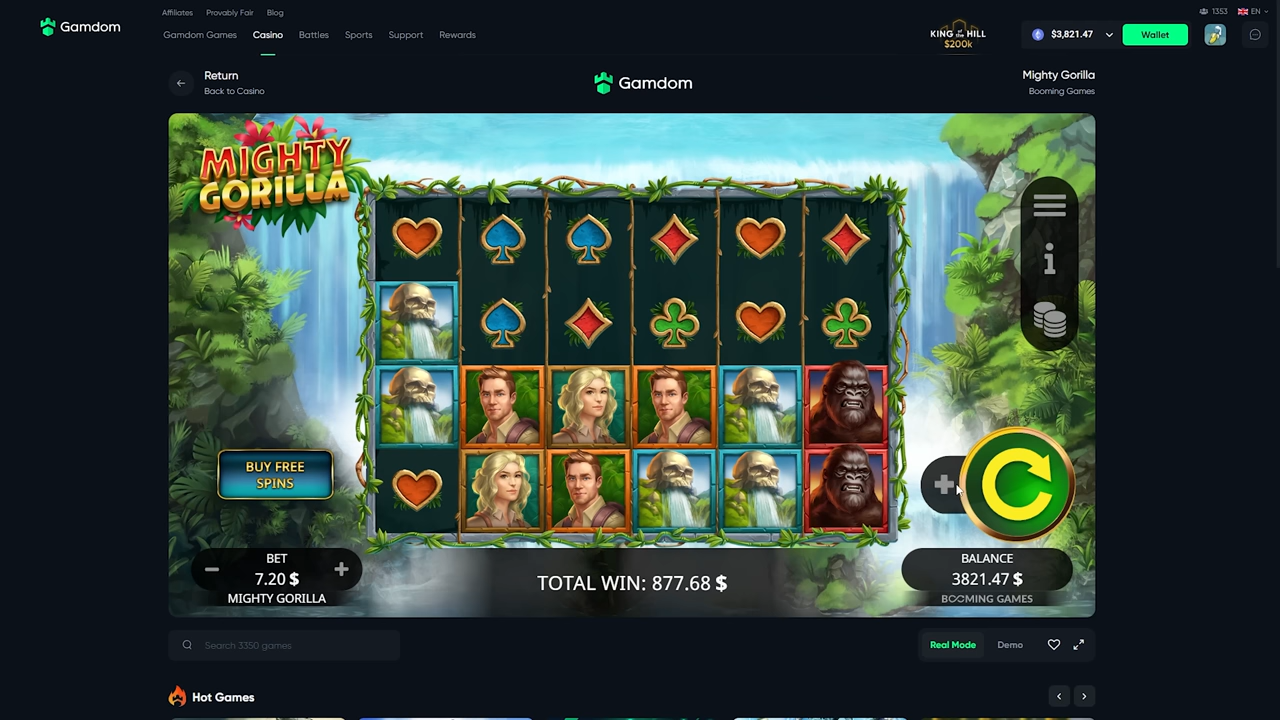 Affiliates Provably Fair Blog
1353 EN
Gamdom
Gamdom Games Casino Battles Sports Support Rewards
KING OF THE HILL
$200k
$3,821.47
Wallet
Return
Back to Casino
Gamdom
Mighty Gorilla
Booming Games
MIGHTY
GORILLA
BUY FREE
SPINS
BET
7.20 $
MIGHTY GORILLA
TOTAL WIN: 877.68 $
BALANCE
3821.47 $
BOOMING GAMES
Search 3350 games
Real Mode Demo
Hot Games